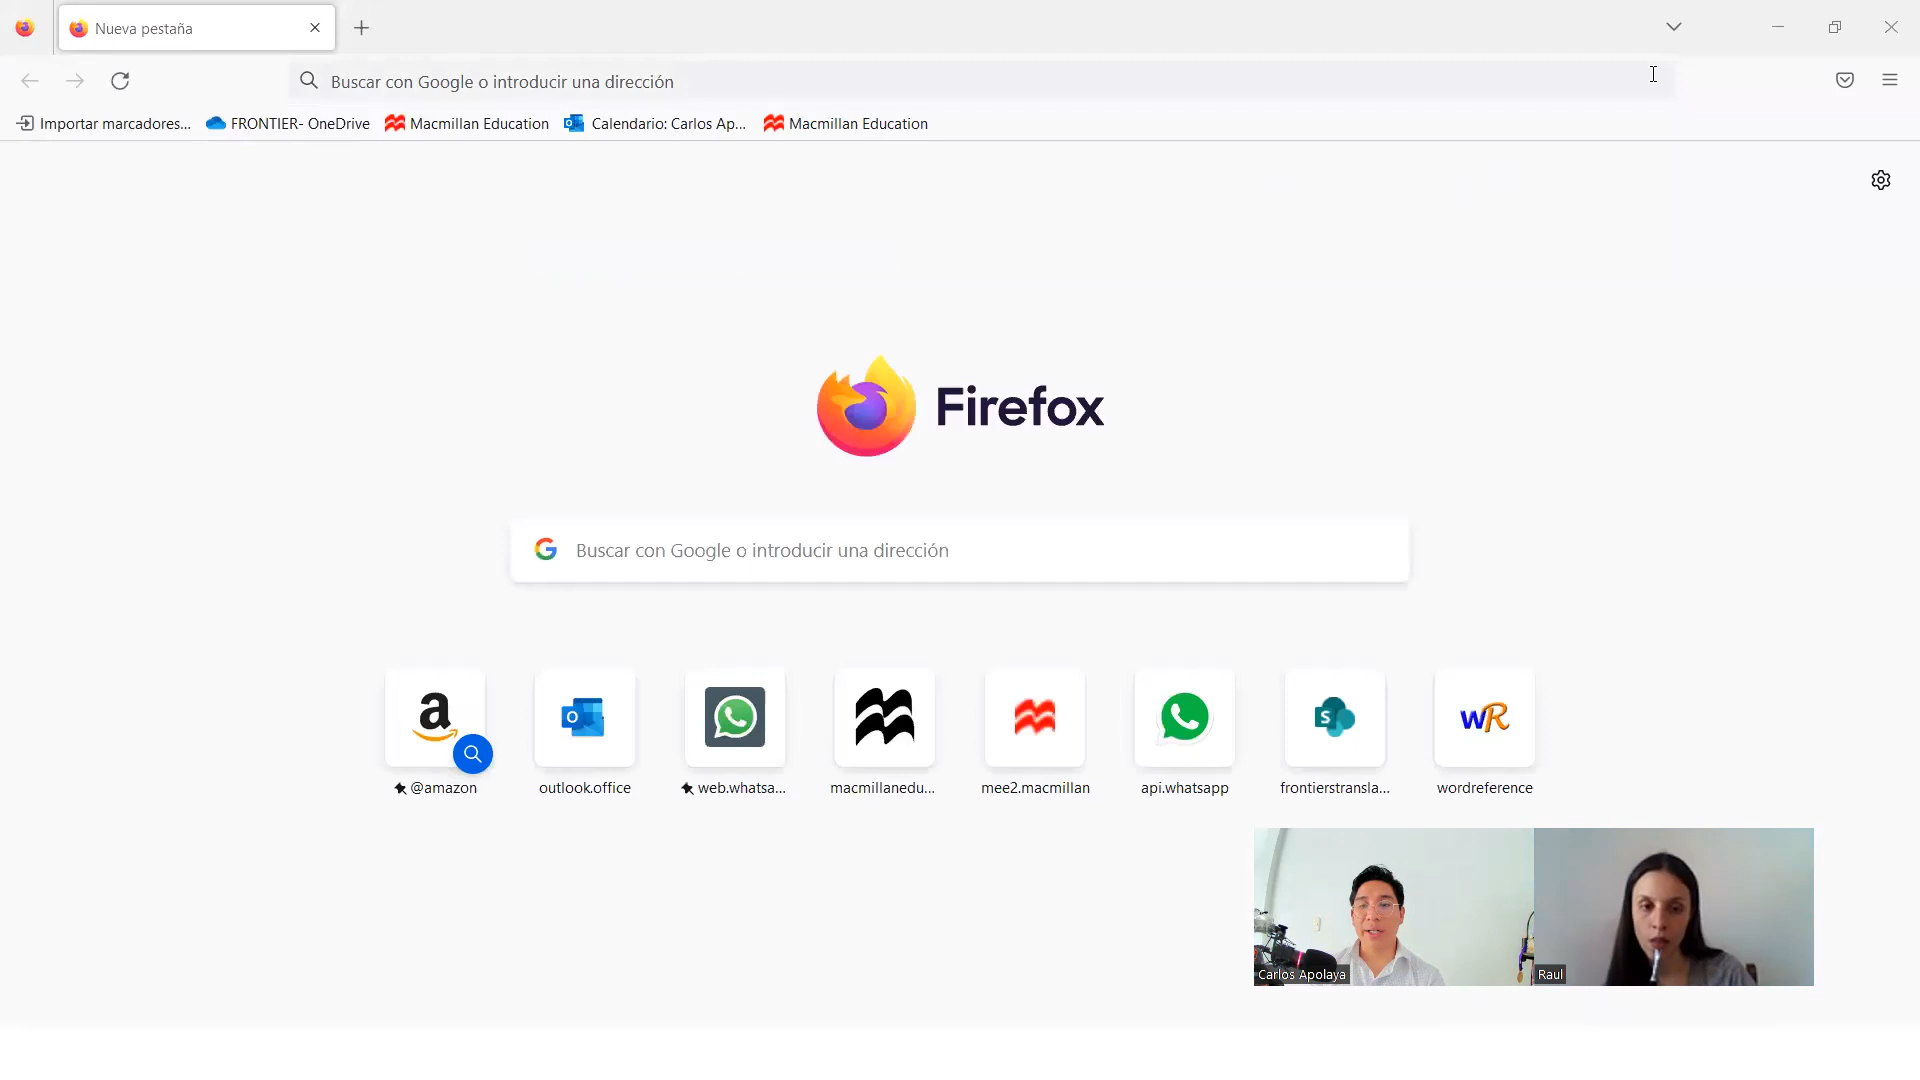 Nueva pestaña
Buscar con Google o introducir una dirección
Importar marcadores...
FRONTIER- OneDrive
Macmillan Education
Calendario: Carlos Ap...
Macmillan Education
Firefox
Buscar con Google o introducir una dirección
@amazon
outlook.office
web.whatsa...
macmillanedu...
mee2.macmillan
api.whatsapp
frontierstransla...
wordreference
Carlos Apolaya
Raul